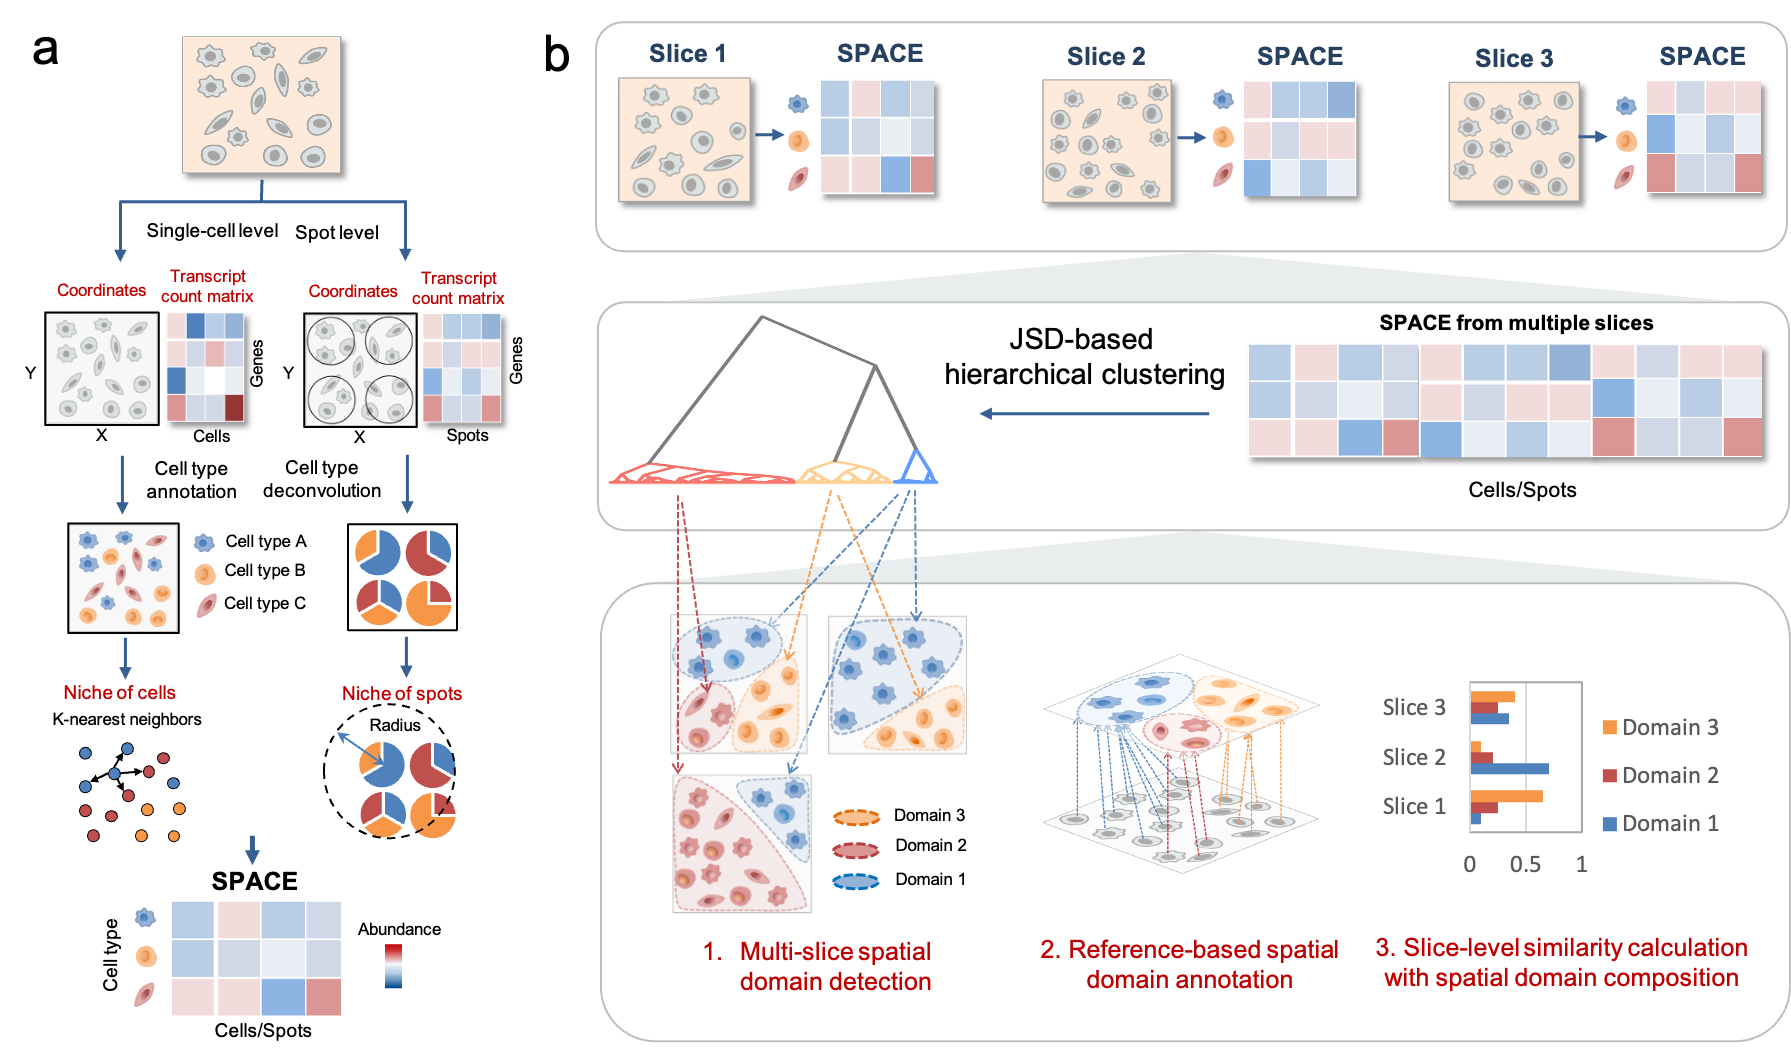 a
Single-cell level
Spot level
Coordinates
Transcript
count matrix
Y
X
Genes
Cells
Coordinates
Transcript
count matrix
Y
X
Genes
Spots
Cell type
annotation
Cell type
deconvolution
Cell type A
Cell type B
Cell type C
Niche of cells
K-nearest neighbors
Niche of spots
Radius
SPACE
Cell type
Cells/Spots
Abundance
b
Slice 1
SPACE
Slice 2
SPACE
Slice 3
SPACE
JSD-based
hierarchical clustering
SPACE from multiple slices
Cells/Spots
Domain 3
Domain 2
Domain 1
1. Multi-slice spatial
domain detection
2. Reference-based spatial
domain annotation
Slice 3
Slice 2
Slice 1
0 0.5 1
Domain 3
Domain 2
Domain 1
3. Slice-level similarity calculation
with spatial domain composition